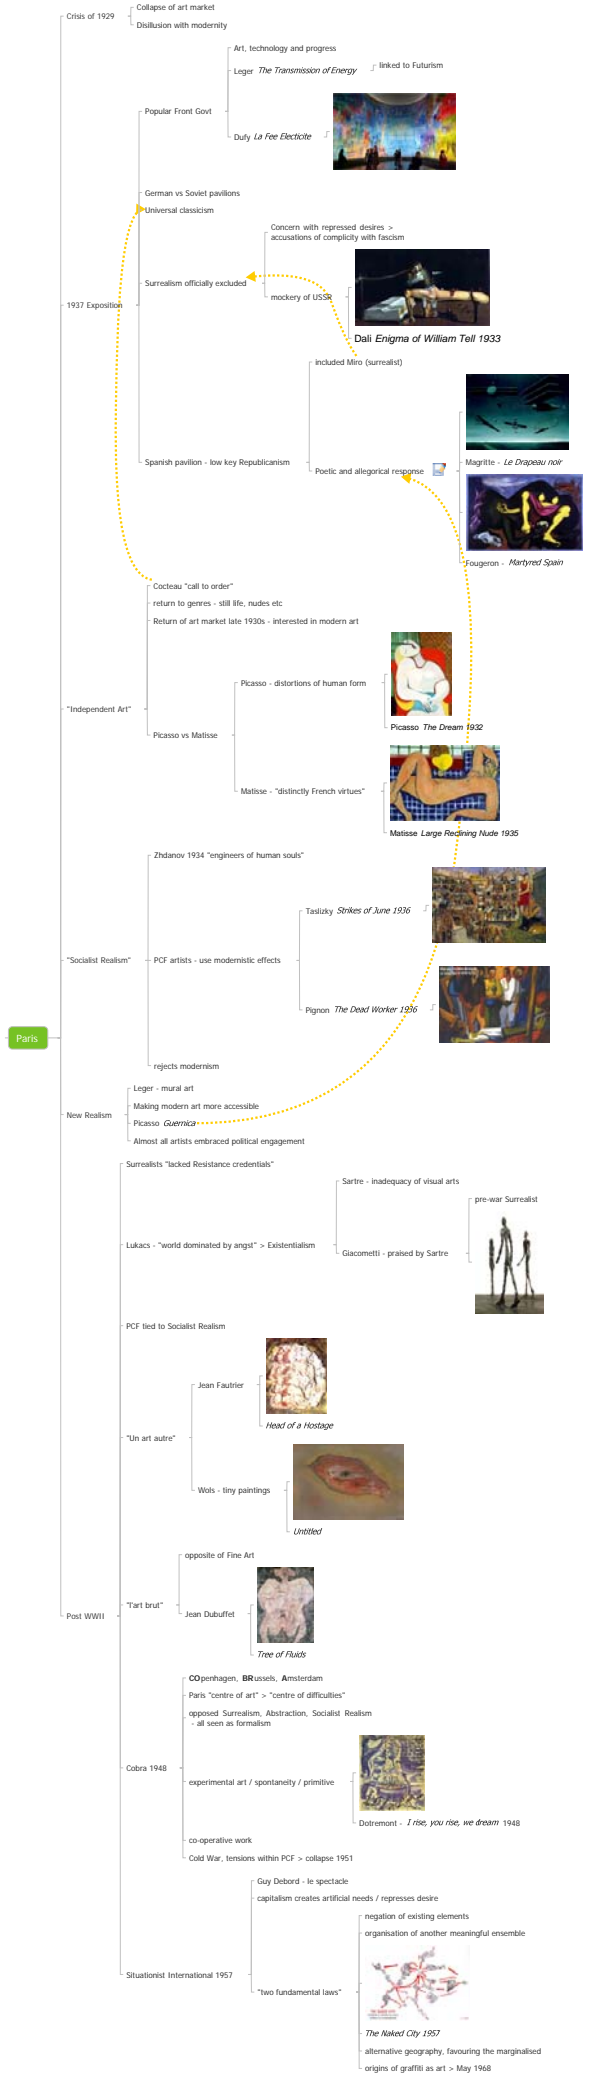 Paris
Crisis of 1929
Collapse of art market
Disillusion with modernity
1937 Exposition
Popular Front Govt
Art, technology and progress
Leger The Transmission of Energy
linked to Futurism
Dufy La Fee Electicite
German vs Soviet pavilions
Universal classicism
Surrealism officially excluded
Concern with repressed desires >
accusations of complicity with fascism
mockery of USSR
Dali Enigma of William Tell 1933
Spanish pavilion - low key Republicanism
included Miro (surrealist)
Poetic and allegorical response
Magritte - Le Drapeau noir
Fougeron - Martyred Spain
"Independent Art"
Cocteau "call to order"
return to genres - still life, nudes etc
Return of art market late 1930s - interested in modern art
Picasso vs Matisse
Picasso - distortions of human form
Picasso The Dream 1932
Matisse - "distinctly French virtues"
Matisse Large Reclining Nude 1935
"Socialist Realism"
Zhdanov 1934 "engineers of human souls"
PCF artists - use modernistic effects
Taslizky Strikes of June 1936
Pignon The Dead Worker 1936
rejects modernism
New Realism
Leger - mural art
Making modern art more accessible
Picasso Guernica
Almost all artists embraced political engagement
Post WWII
Surrealists "lacked Resistance credentials"
Lukacs - "world dominated by angst" > Existentialism
Sartre - inadequacy of visual arts
Giacometti - praised by Sartre
pre-war Surrealist
PCF tied to Socialist Realism
"Un art autre"
Jean Fautrier
Head of a Hostage
Wols - tiny paintings
Untitled
"l'art brut"
opposite of Fine Art
Jean Dubuffet
Tree of Fluids
Cobra 1948
COpenhagen, BRussels, Amsterdam
Paris "centre of art" > "centre of difficulties"
opposed Surrealism, Abstraction, Socialist Realism
- all seen as formalism
experimental art / spontaneity / primitive
Dotremont - I rise, you rise, we dream 1948
co-operative work
Cold War, tensions within PCF > collapse 1951
Situationist International 1957
Guy Debord - le spectacle
capitalism creates artificial needs / represses desire
"two fundamental laws"
negation of existing elements
organisation of another meaningful ensemble
THE NAKED CITY
The Naked City 1957
alternative geography, favouring the marginalised
origins of graffiti as art > May 1968